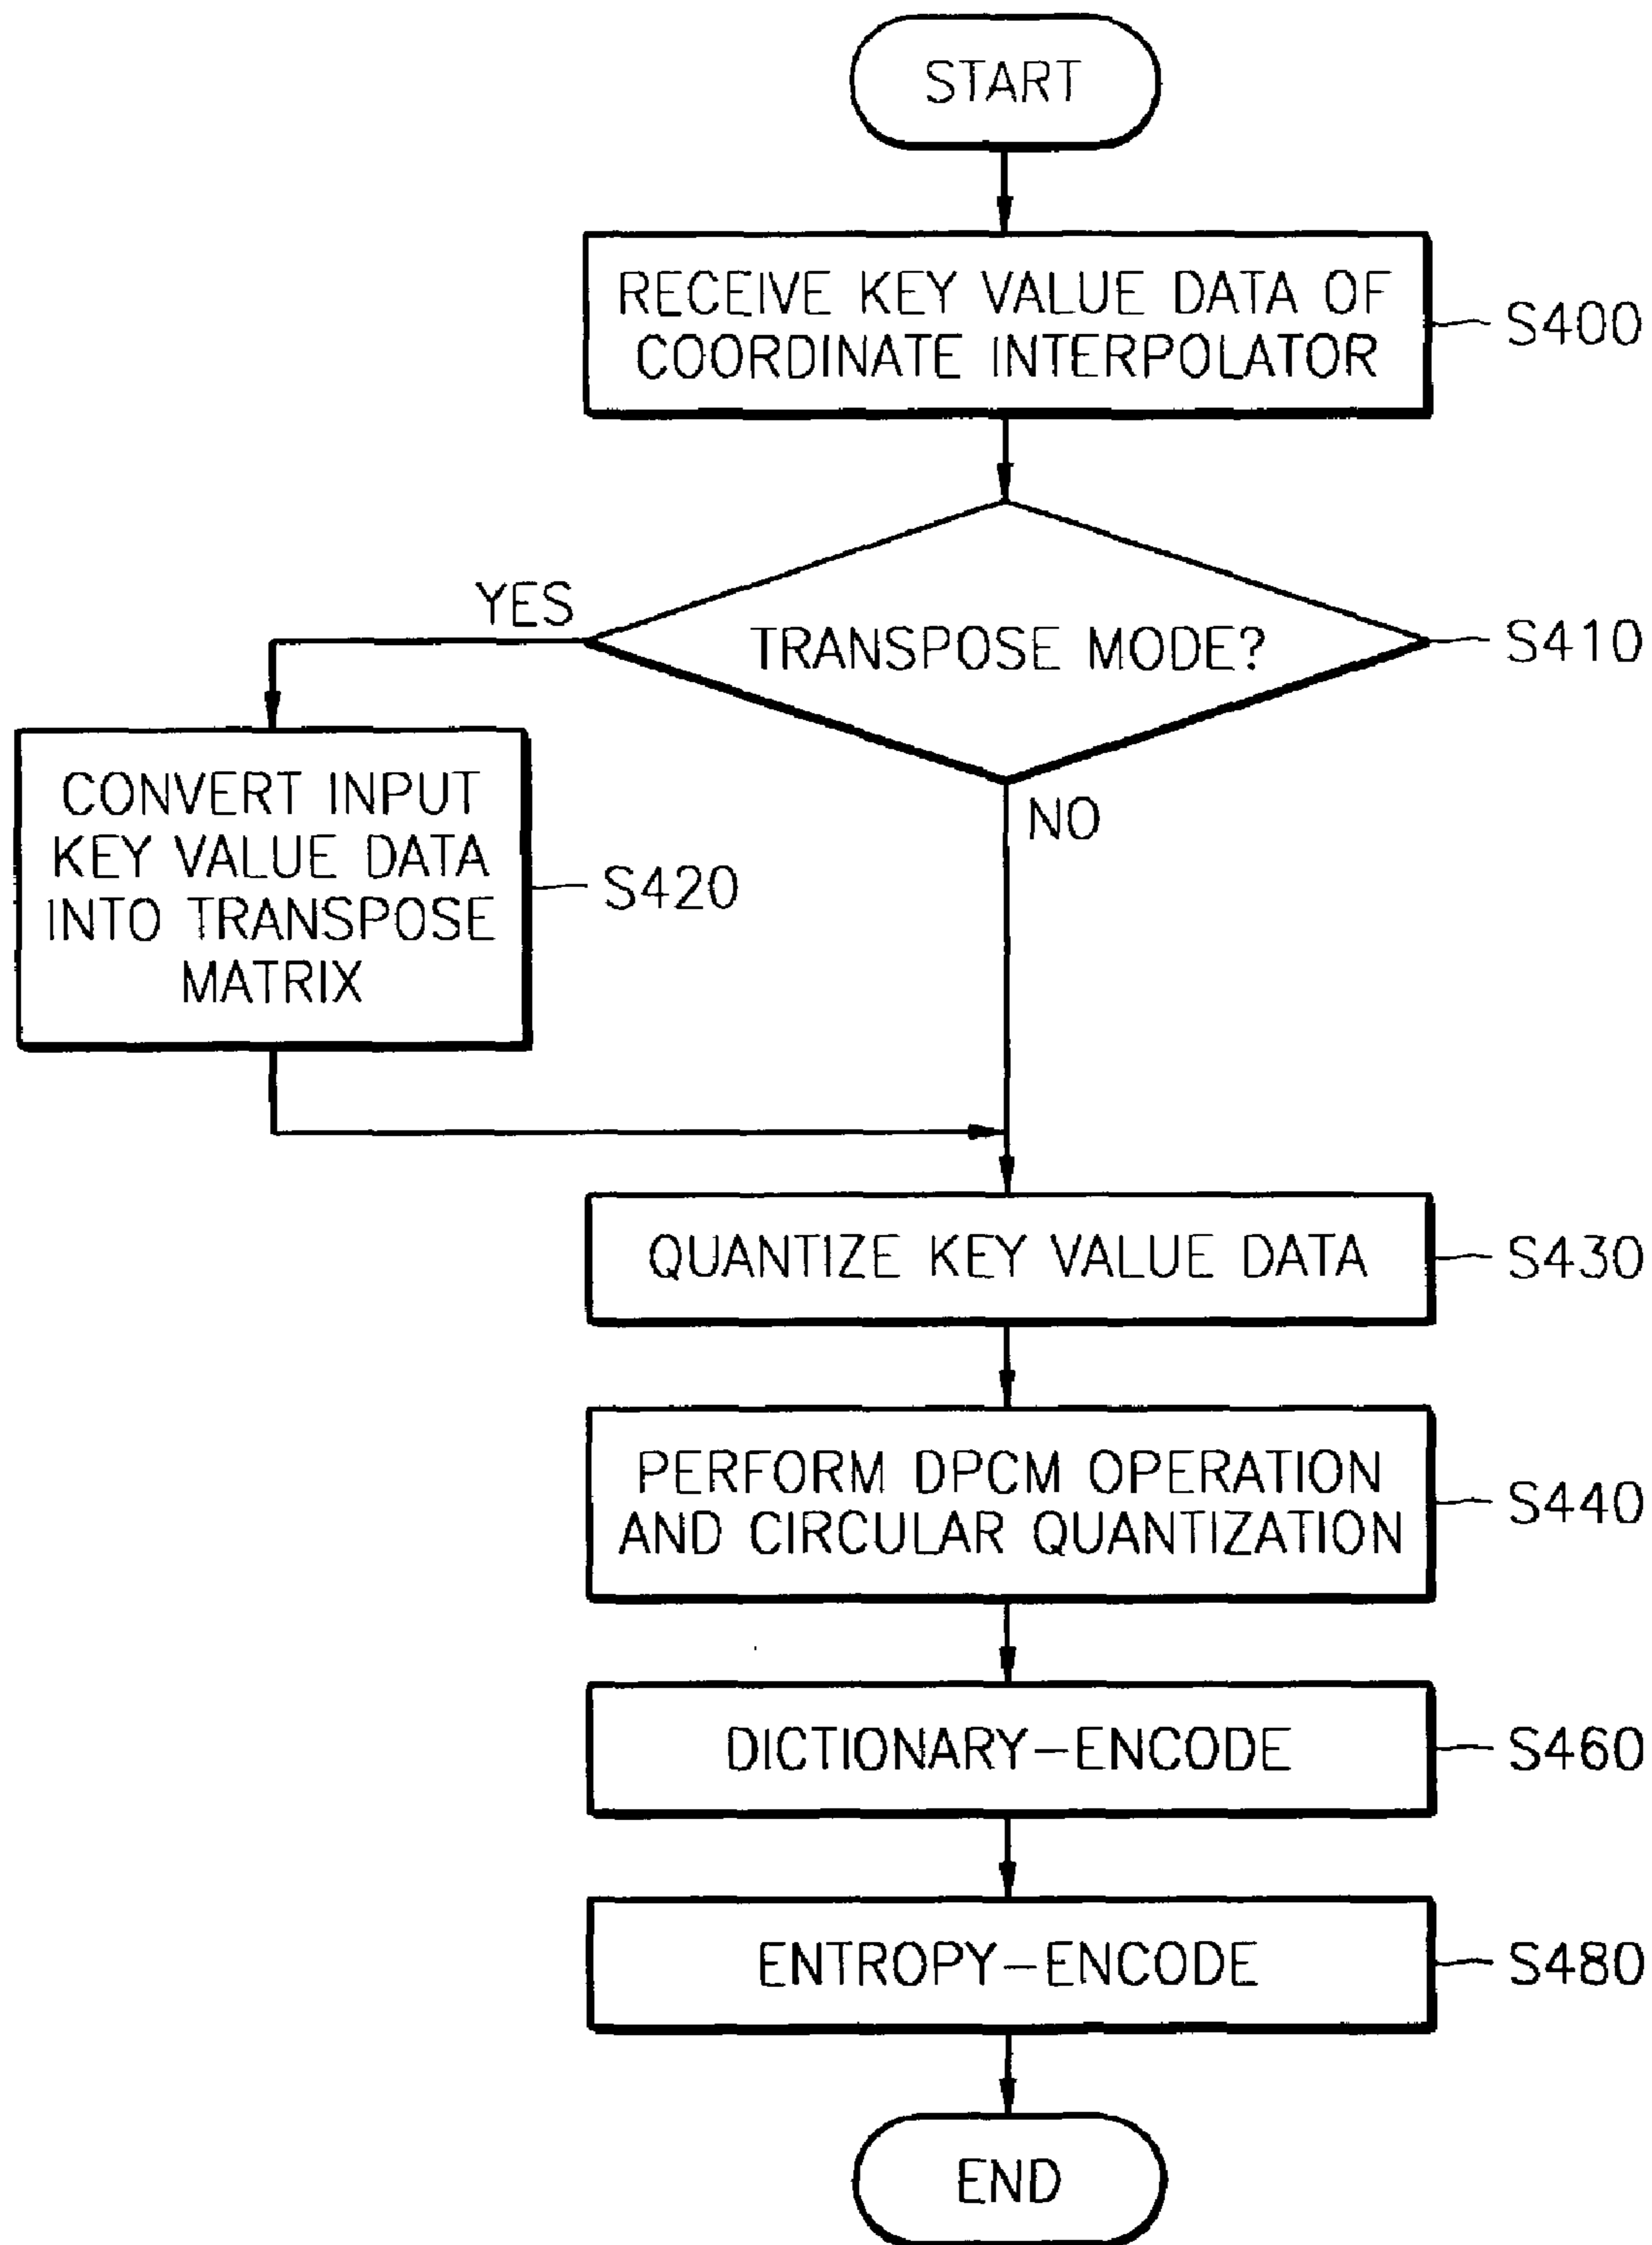 START
RECEIVE KEY VALUE DATA OF
COORDINATE INTERPOLATOR
S400
YES
TRANSPOSE MODE?
S410
NO
CONVERT INPUT
KEY VALUE DATA
INTO TRANSPOSE
MATRIX
S420
QUANTIZE KEY VALUE DATA
S430
PERFORM DPCM OPERATION
AND CIRCULAR QUANTIZATION
S440
DICTIONARY-ENCODE
S460
ENTROPY-ENCODE
S480
END